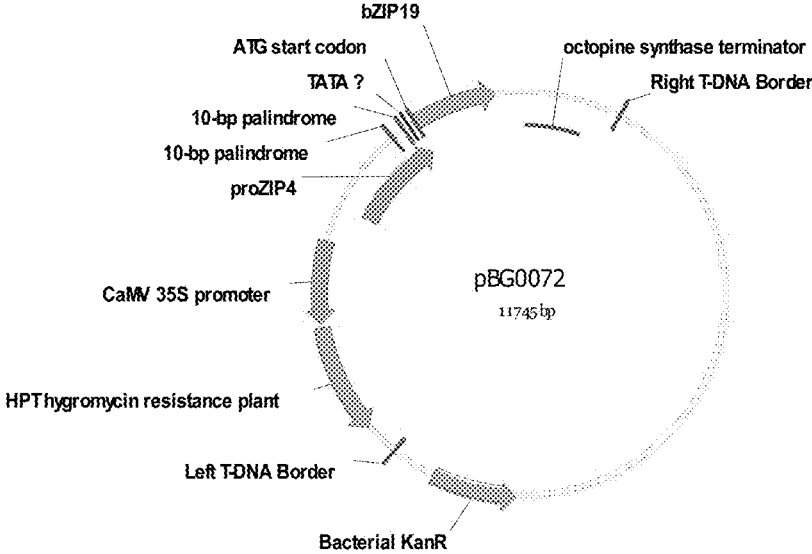 bZIP19
ATG start codon
octopine synthase terminator
TATA ?
Right T-DNA Border
10-bp palindrome
10-bp palindrome
proZIP4
pBG0072
CaMV 35S promoter
11745 bp
HPT hygromycin resistance plant
Left T-DNA Border
Bacterial KanR